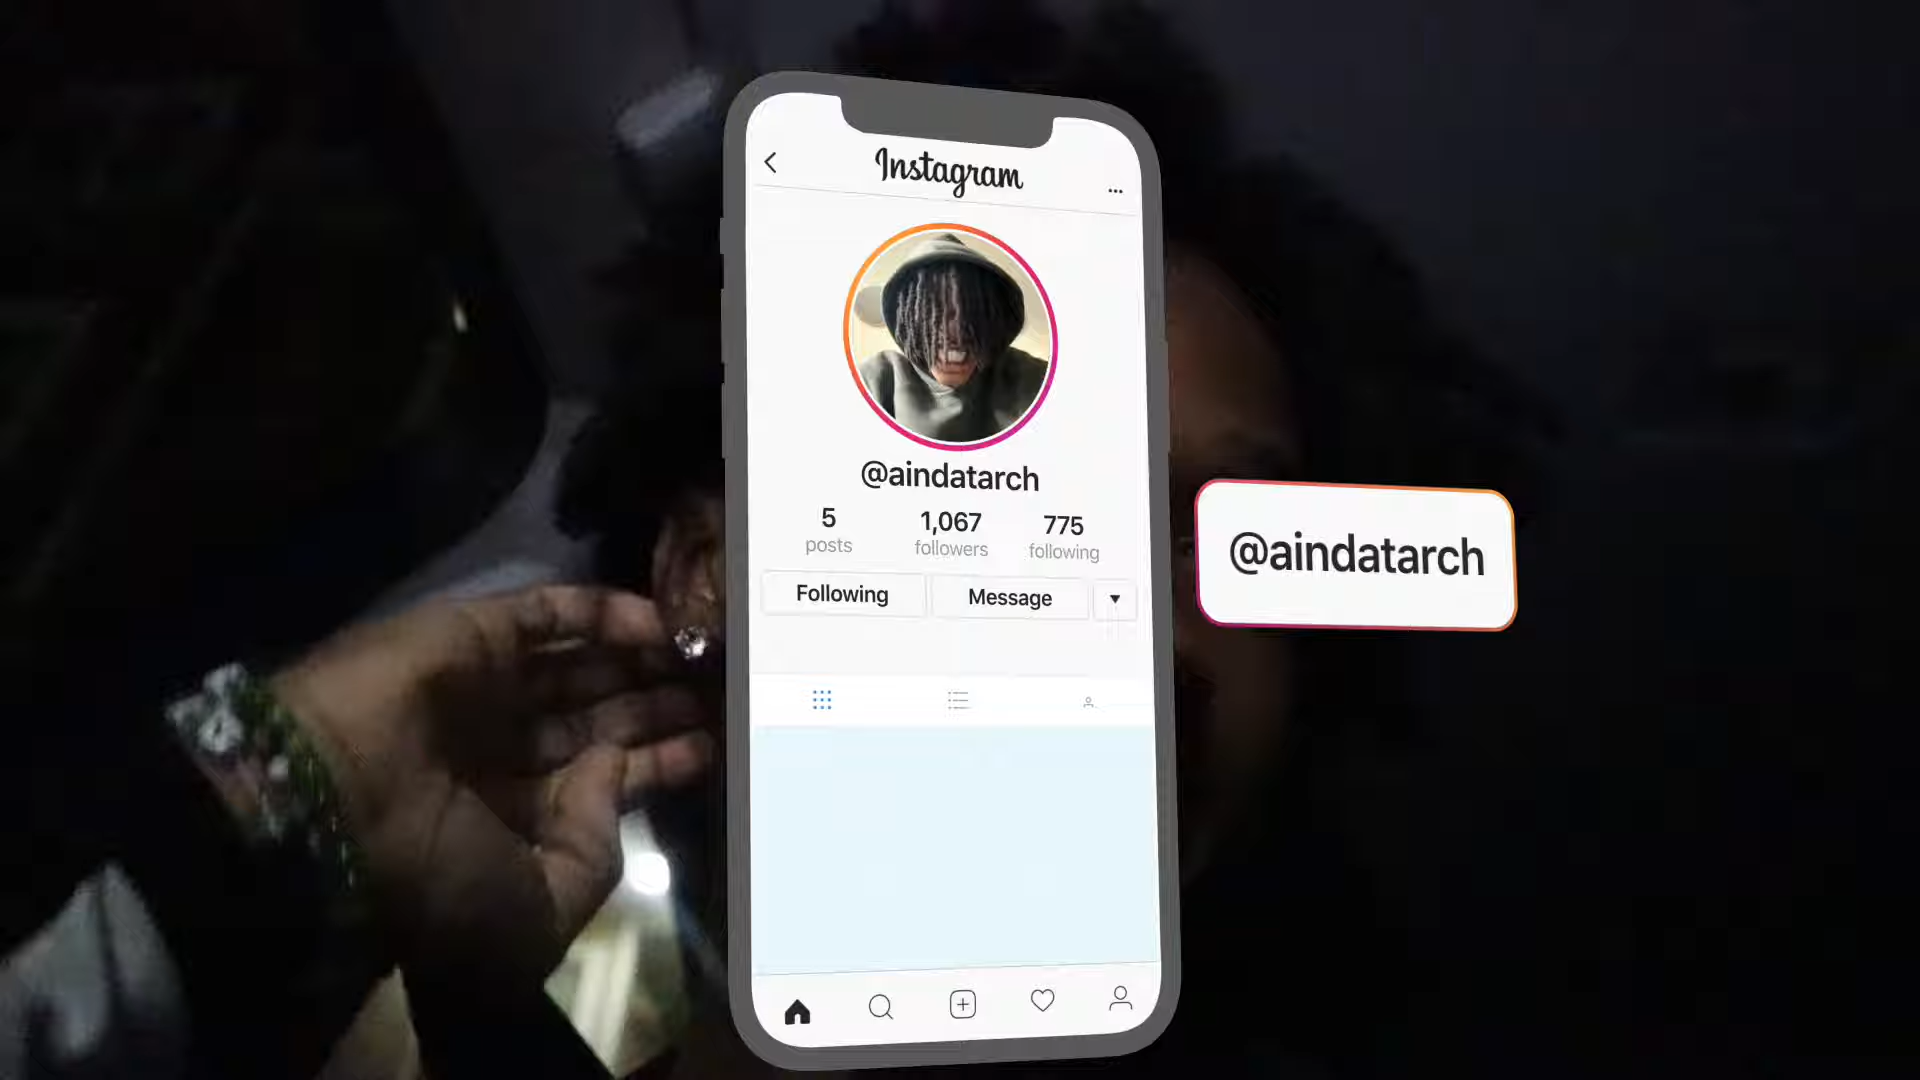 Instagram
@aindatarch
5 1,067 775
posts followers following
Following Message
@aindatarch